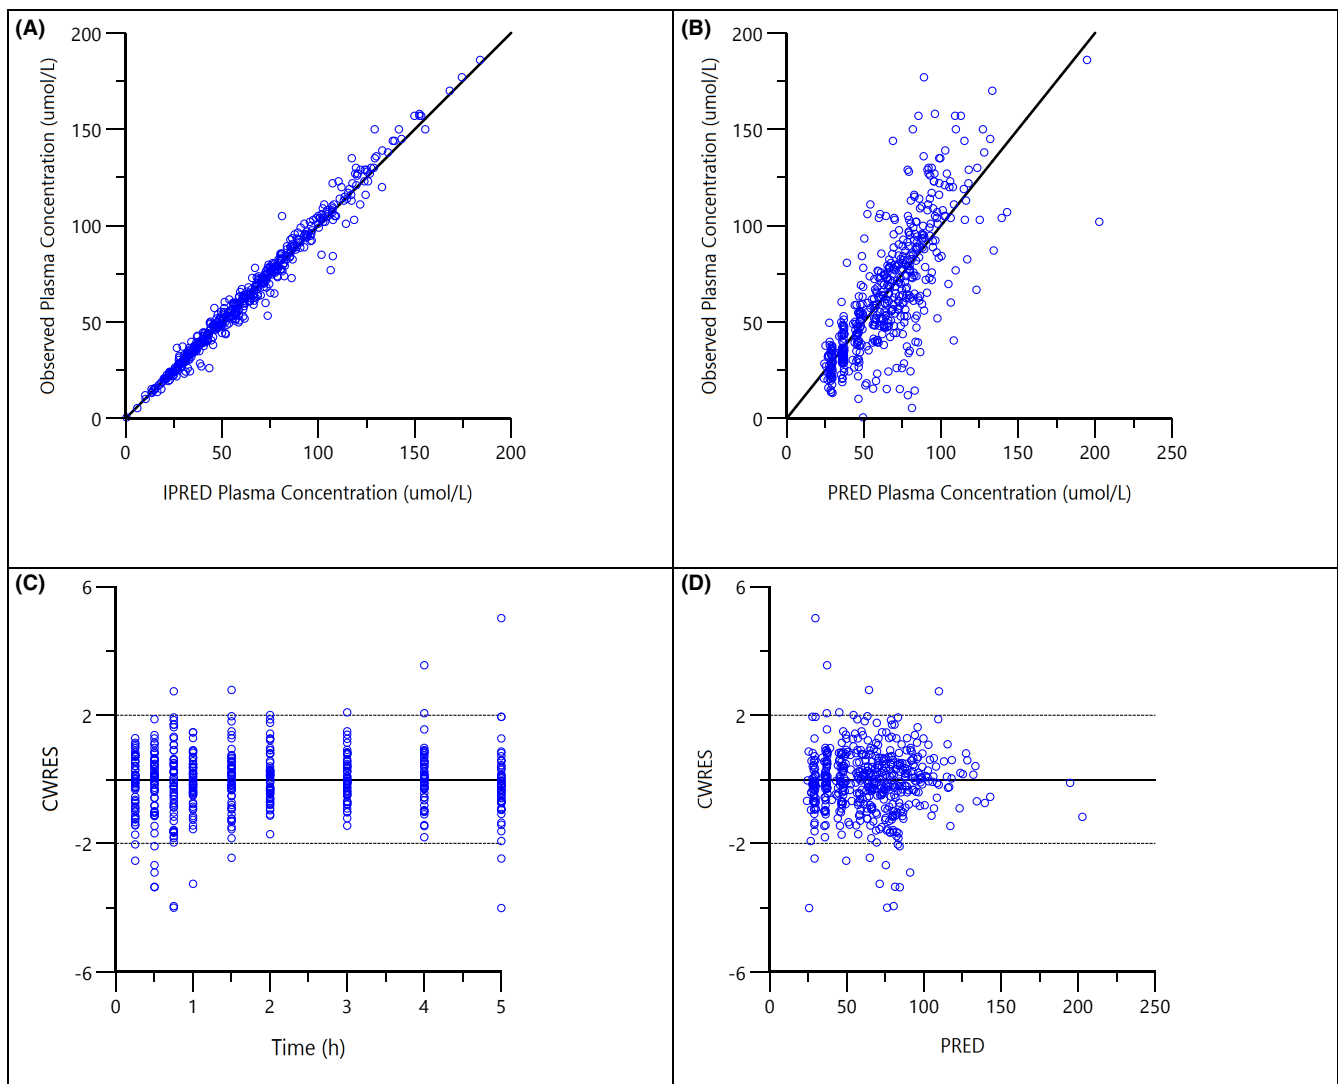 (A)
200
150
100
50
0
Observed Plasma Concentration (umol/L)
0 50 100 150 200
IPRED Plasma Concentration (umol/L)
(B)
200
150
100
50
0
Observed Plasma Concentration (umol/L)
0 50 100 150 200 250
PRED Plasma Concentration (umol/L)
(C)
6
2
-2
-6
CWRES
0 1 2 3 4 5
Time (h)
(D)
6
2
-2
-6
CWRES
0 50 100 150 200 250
PRED